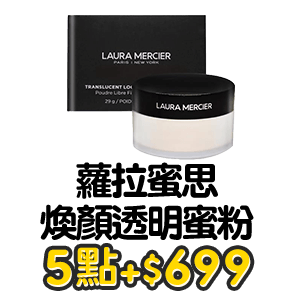 LAURA MERCIER
PARIS • NEW YORK
TRANSLUCENT LOO
Poudre Libre Fi
29 g / POID
LAURA MERCIER
蘿拉蜜思
煥顏透明蜜粉
5點+$699